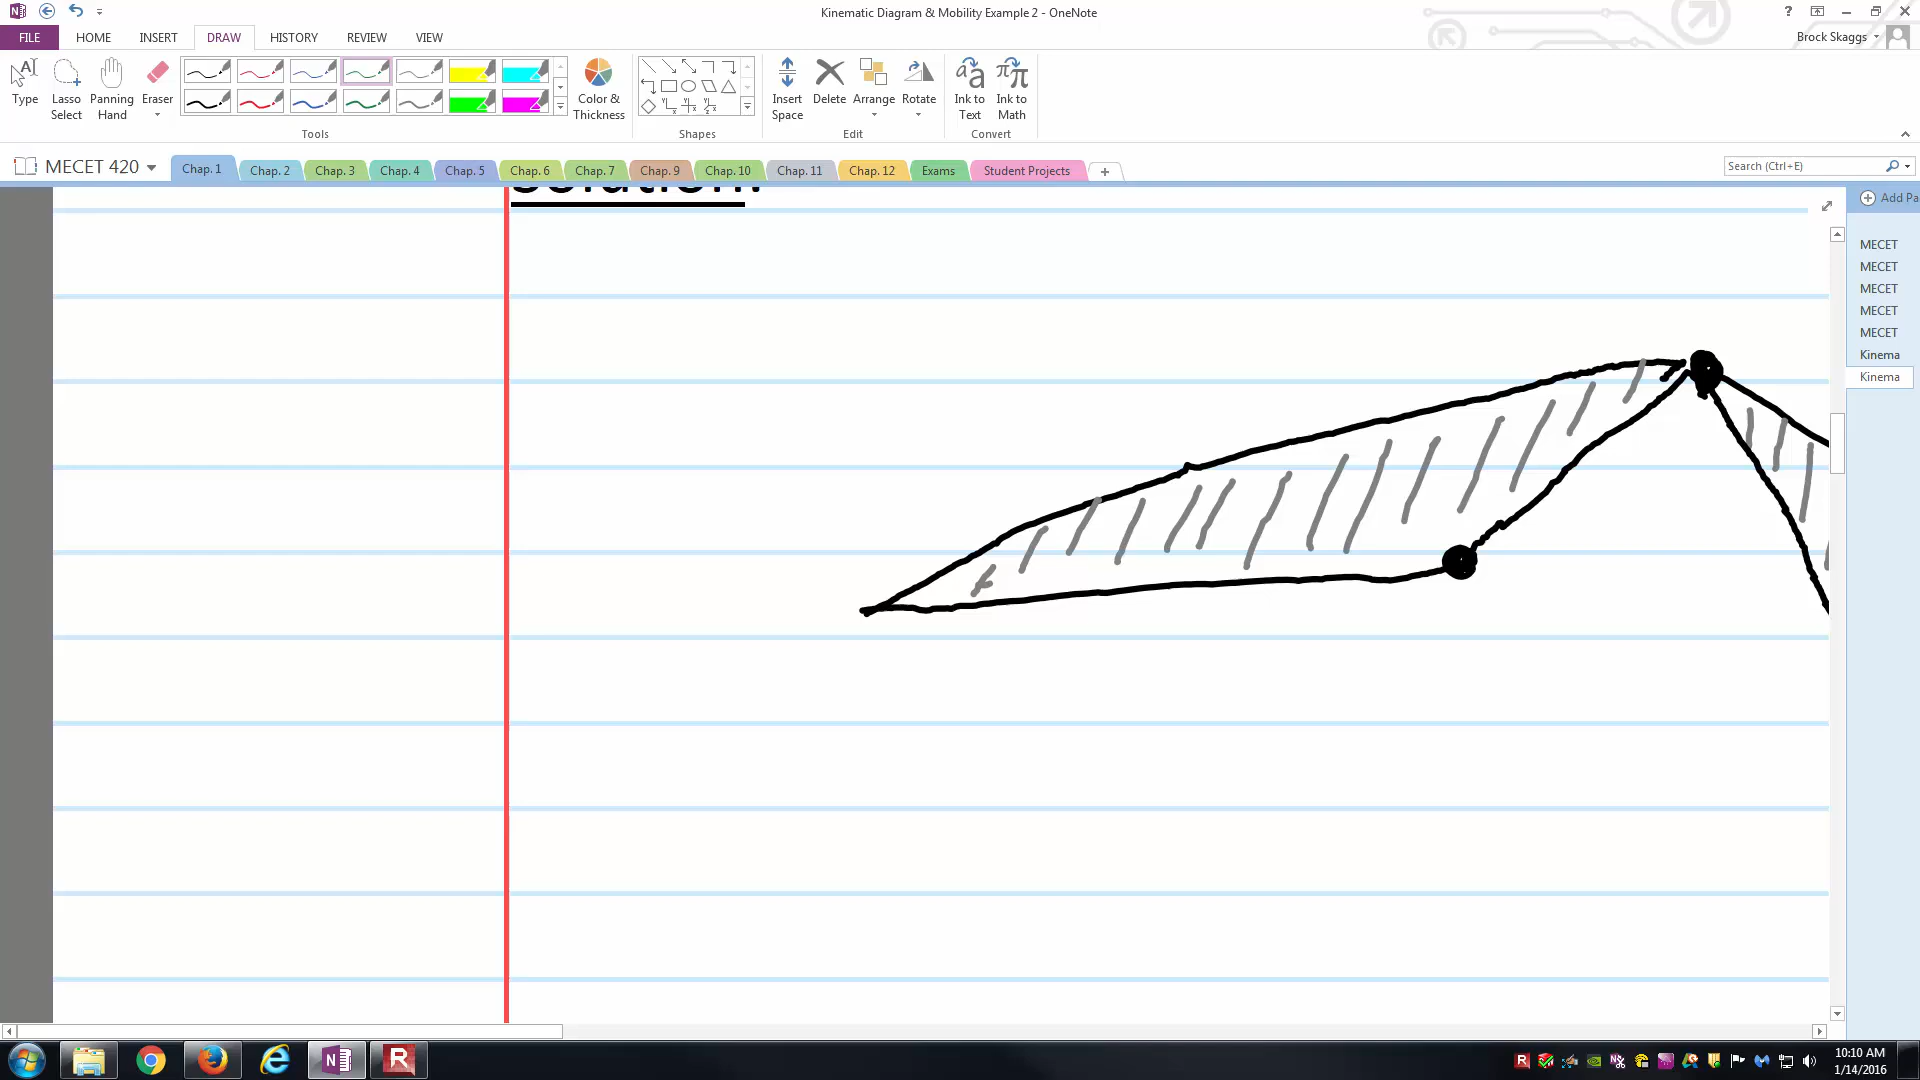 Kinematic Diagram & Mobility Example 2 - OneNote
FILE HOME INSERT DRAW HISTORY REVIEW VIEW
Brock Skaggs
Type
Lasso Select
Panning Hand
Eraser
Color & Thickness
Insert Space
Delete
Arrange
Rotate
Ink to Text
Ink to Math
Tools
Shapes
Edit
Convert
MECET 420
Chap. 1 Chap. 2 Chap. 3 Chap. 4 Chap. 5 Chap. 6 Chap. 7 Chap. 9 Chap. 10 Chap. 11 Chap. 12 Exams Student Projects
Search (Ctrl+E)
Add Pa
MECET
MECET
MECET
MECET
MECET
Kinema
Kinema
10:10 AM
1/14/2016